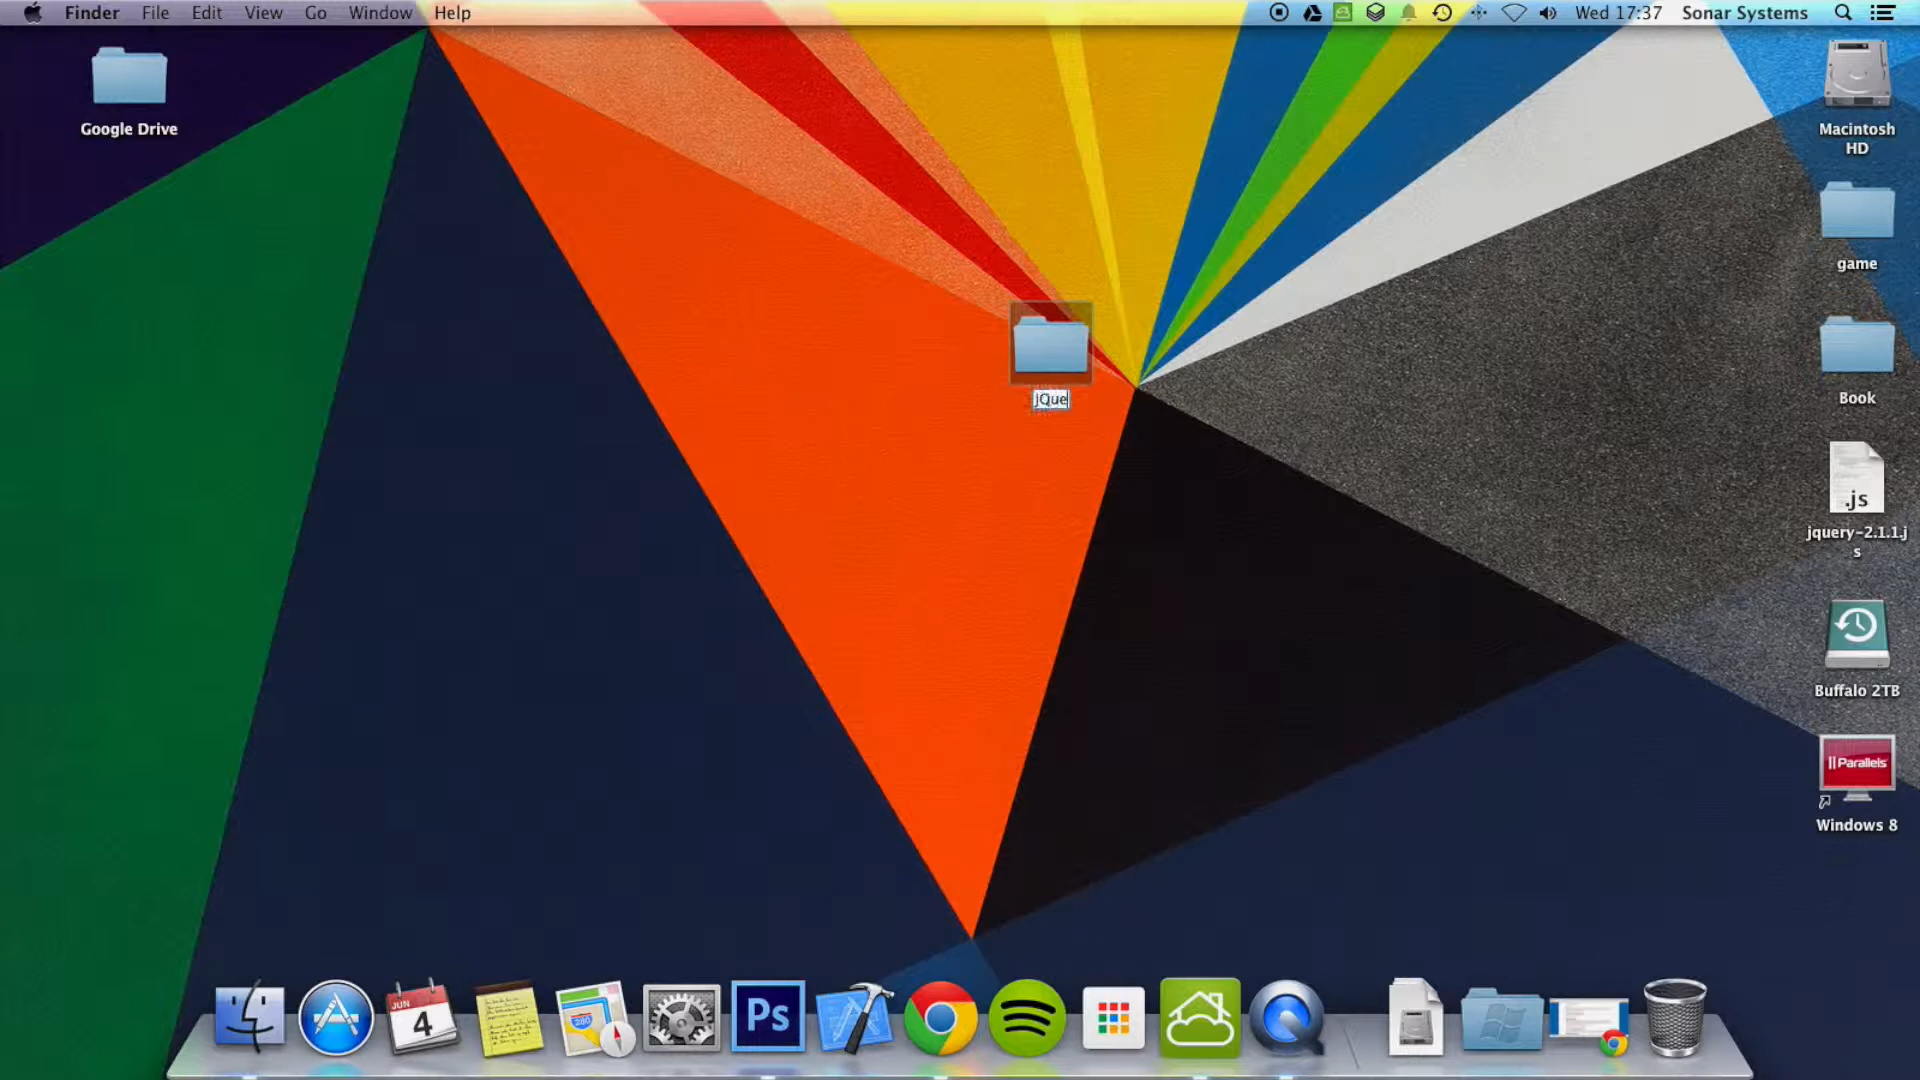 Finder File Edit View Go Window Help
Wed 17:37 Sonar Systems
Google Drive
Macintosh
HD
game
jQue
Book
.js
jquery-2.1.1.j
s
Buffalo 2TB
Parallels
Windows 8
JUN
4
280
Ps